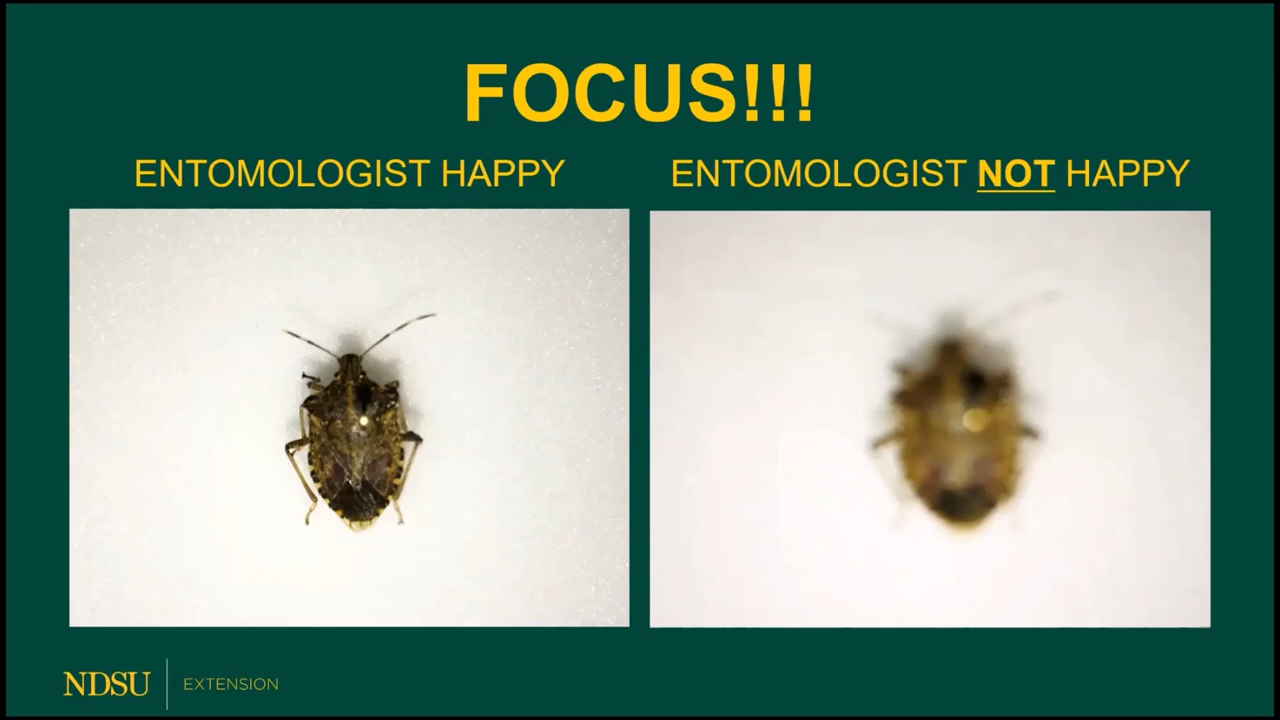 FOCUS!!!
ENTOMOLOGIST HAPPY
ENTOMOLOGIST NOT HAPPY
NDSU
EXTENSION